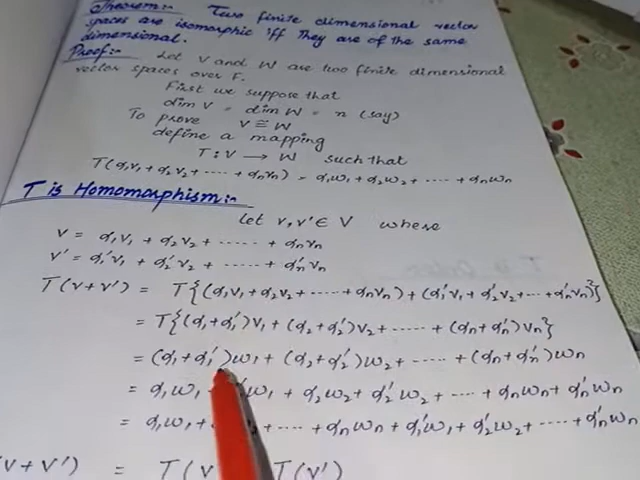 Theorem:- Two finite dimensional vector
spaces are isomorphic iff They are of the same
dimensional.
Proof:- Let V and W are two finite dimensional
vector spaces over F.
First we suppose that
dim V = dim W = n (say)
To prove V ≅ W
define a mapping
T : V → W such that
T(α₁v₁ + α₂v₂ + ····· + αₙvₙ) = α₁w₁ + α₂w₂ + ····· + αₙwₙ
T is Homomorphism:-
Let v, v' ∈ V where
v = α₁v₁ + α₂v₂ + ······ + αₙvₙ
v' = α₁'v₁ + α₂'v₂ + ······ + αₙ'vₙ
T(v+v') = T{(α₁v₁ + α₂v₂ + ····· + αₙvₙ) + (α₁'v₁ + α₂'v₂ + ··· + αₙ'vₙ)}
= T{(α₁+α₁')v₁ + (α₂+α₂')v₂ + ····· + (αₙ+αₙ')vₙ}
= (α₁+α₁')w₁ + (α₂+α₂')w₂ + ····· + (αₙ+αₙ')wₙ
= α₁w₁ w₁ + α₂w₂ + α₂'w₂ + ···· + αₙwₙ + αₙ'wₙ
= α₁w₁ + + ···· + αₙwₙ + α₁'w₁ + α₂'w₂ + ····· + αₙ'wₙ
(v + v') = T(v T(v')